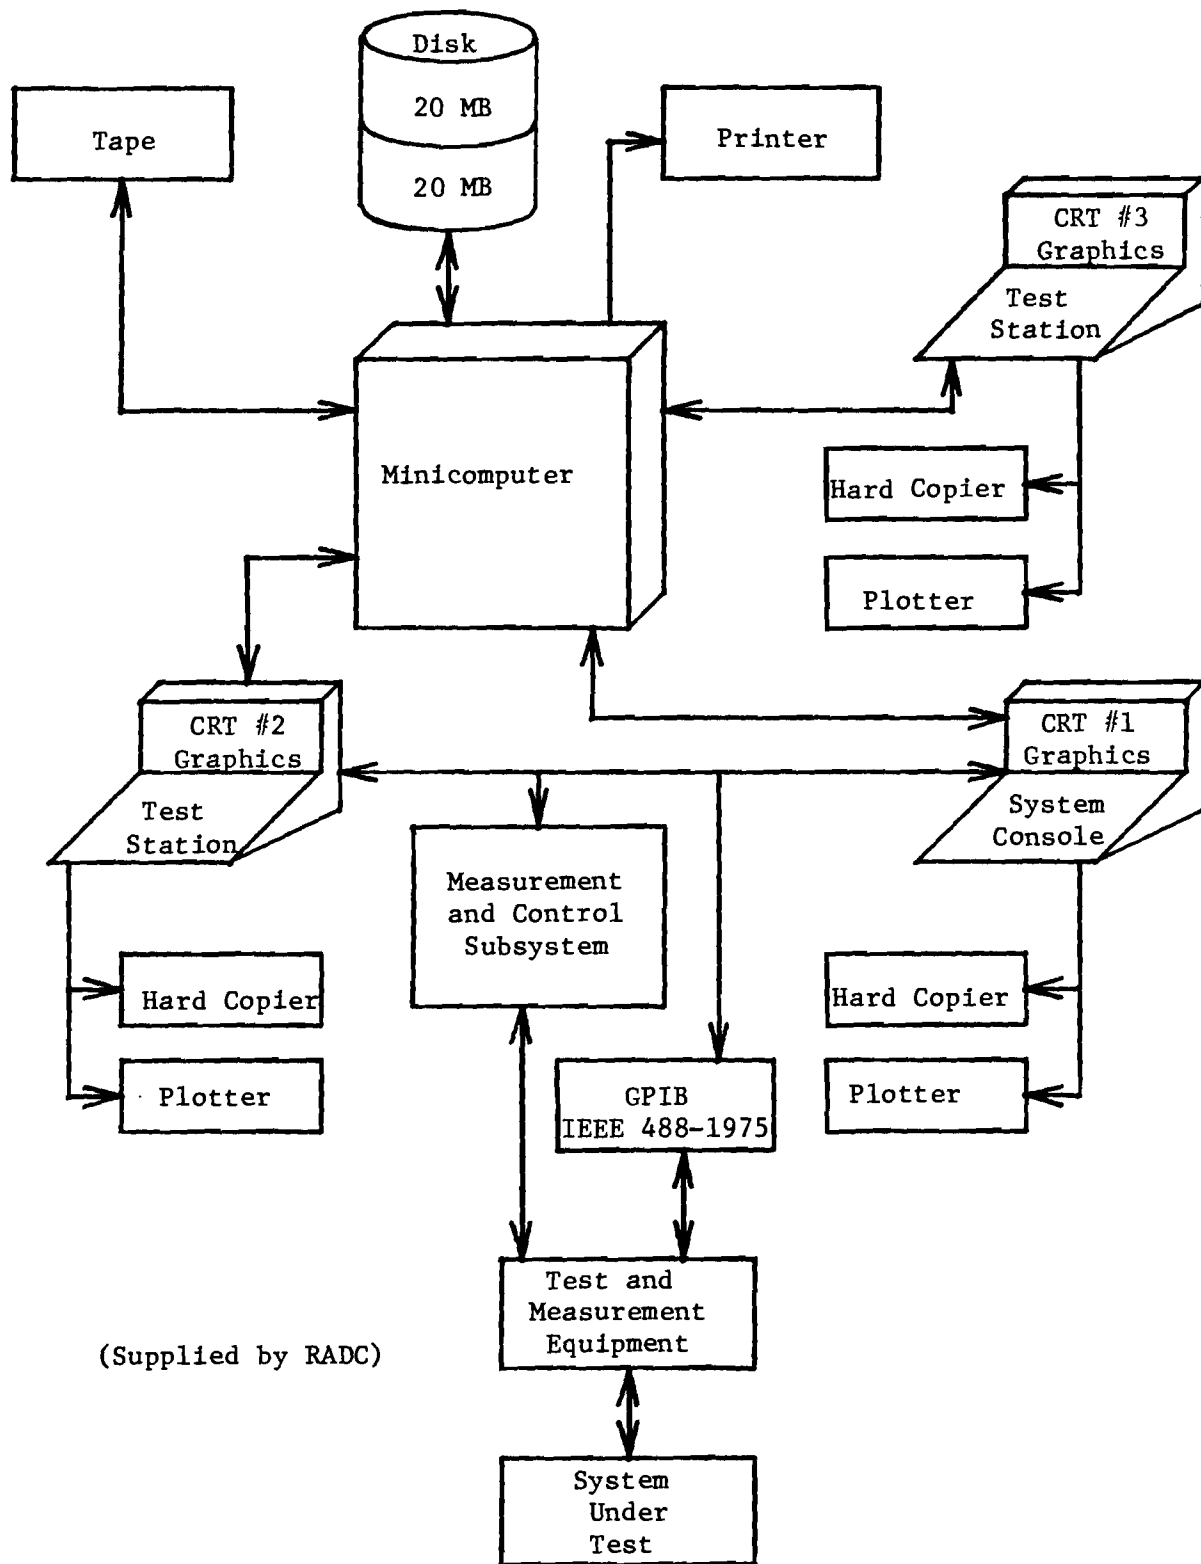 Disk
20 MB
20 MB
Tape
Printer
CRT #3
Graphics
Test
Station
Minicomputer
Hard Copier
Plotter
CRT #2
Graphics
Test
Station
CRT #1
Graphics
System
Console
Measurement
and Control
Subsystem
Hard Copier
Plotter
Hard Copier
Plotter
GPIB
IEEE 488-1975
Test and
Measurement
Equipment
(Supplied by RADC)
System
Under
Test